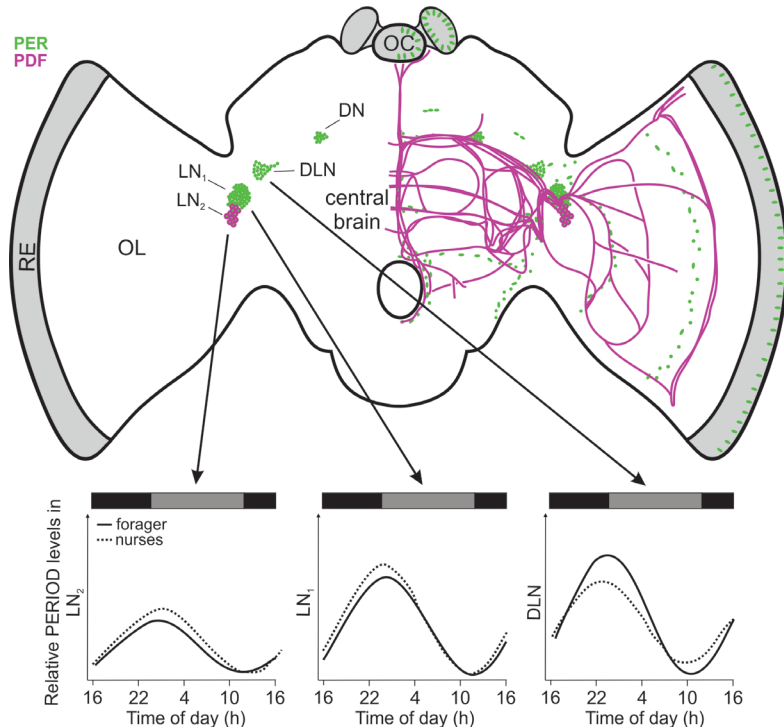 PER
PDF
OC
DN
LN1
DLN
LN2
central
brain
RE
OL
Relative PERIOD levels in
LN2
forager
nurses
16 22 4 10 16
Time of day (h)
LN1
16 22 4 10 16
Time of day (h)
DLN
16 22 4 10 16
Time of day (h)